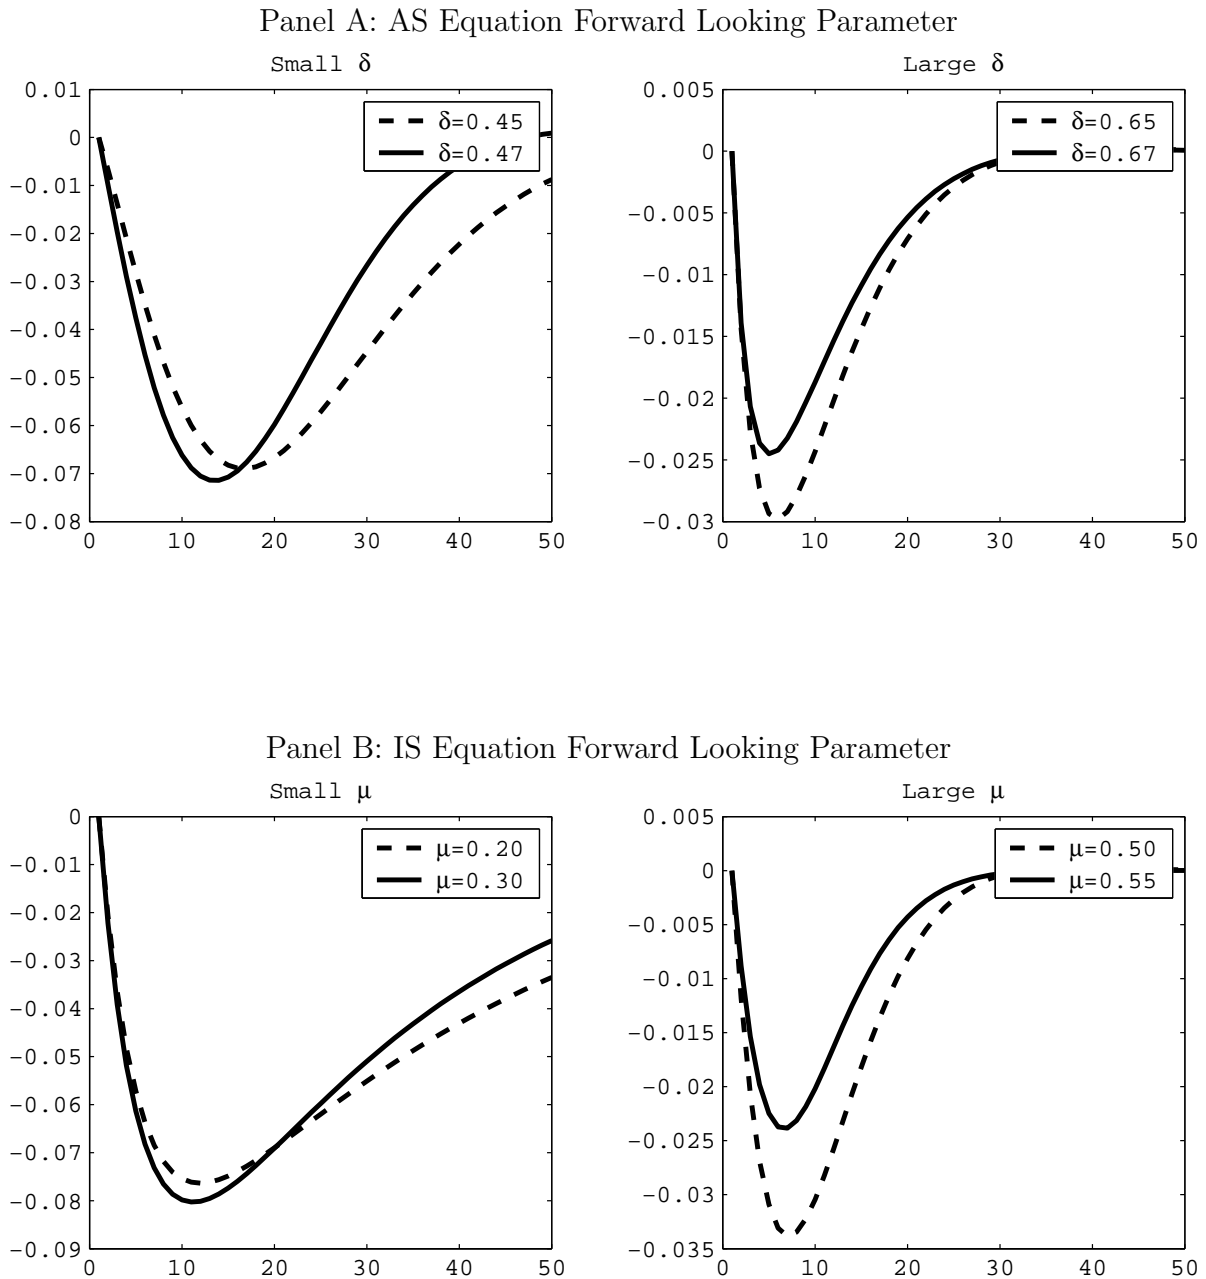 Panel A: AS Equation Forward Looking Parameter
Small δ
0.01
0
−0.01
−0.02
−0.03
−0.04
−0.05
−0.06
−0.07
−0.08
0 10 20 30 40 50
δ=0.45
δ=0.47
Large δ
0.005
0
−0.005
−0.01
−0.015
−0.02
−0.025
−0.03
0 10 20 30 40 50
δ=0.65
δ=0.67
Panel B: IS Equation Forward Looking Parameter
Small μ
0
−0.01
−0.02
−0.03
−0.04
−0.05
−0.06
−0.07
−0.08
−0.09
0 10 20 30 40 50
μ=0.20
μ=0.30
Large μ
0.005
0
−0.005
−0.01
−0.015
−0.02
−0.025
−0.03
−0.035
0 10 20 30 40 50
μ=0.50
μ=0.55